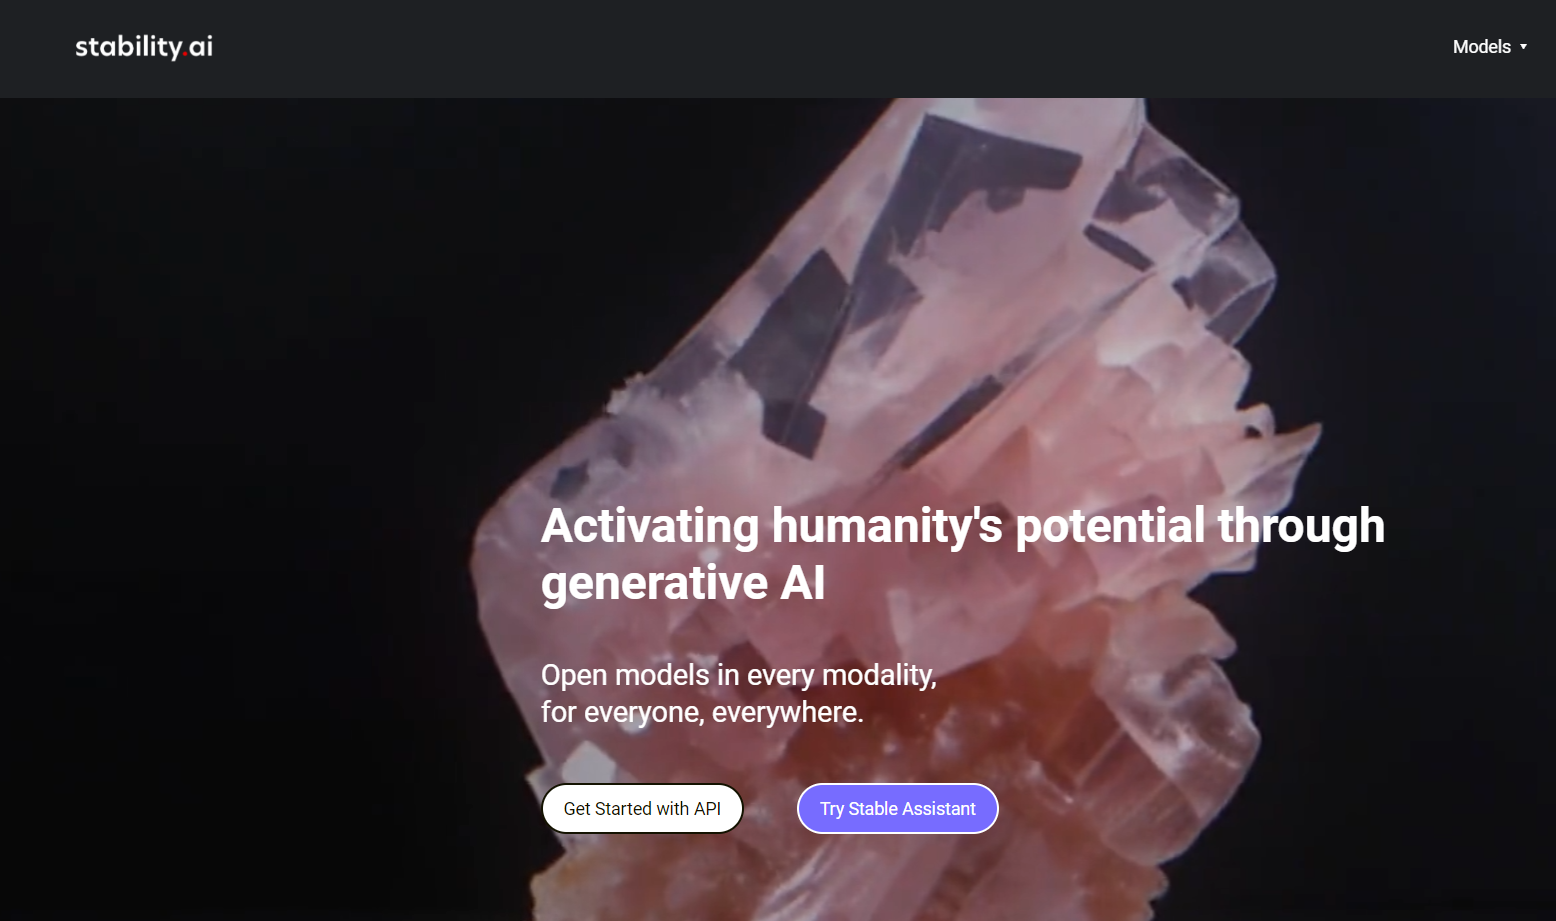 stability.ai
Models
Activating humanity's potential through
generative AI
Open models in every modality,
for everyone, everywhere.
Get Started with API
Try Stable Assistant